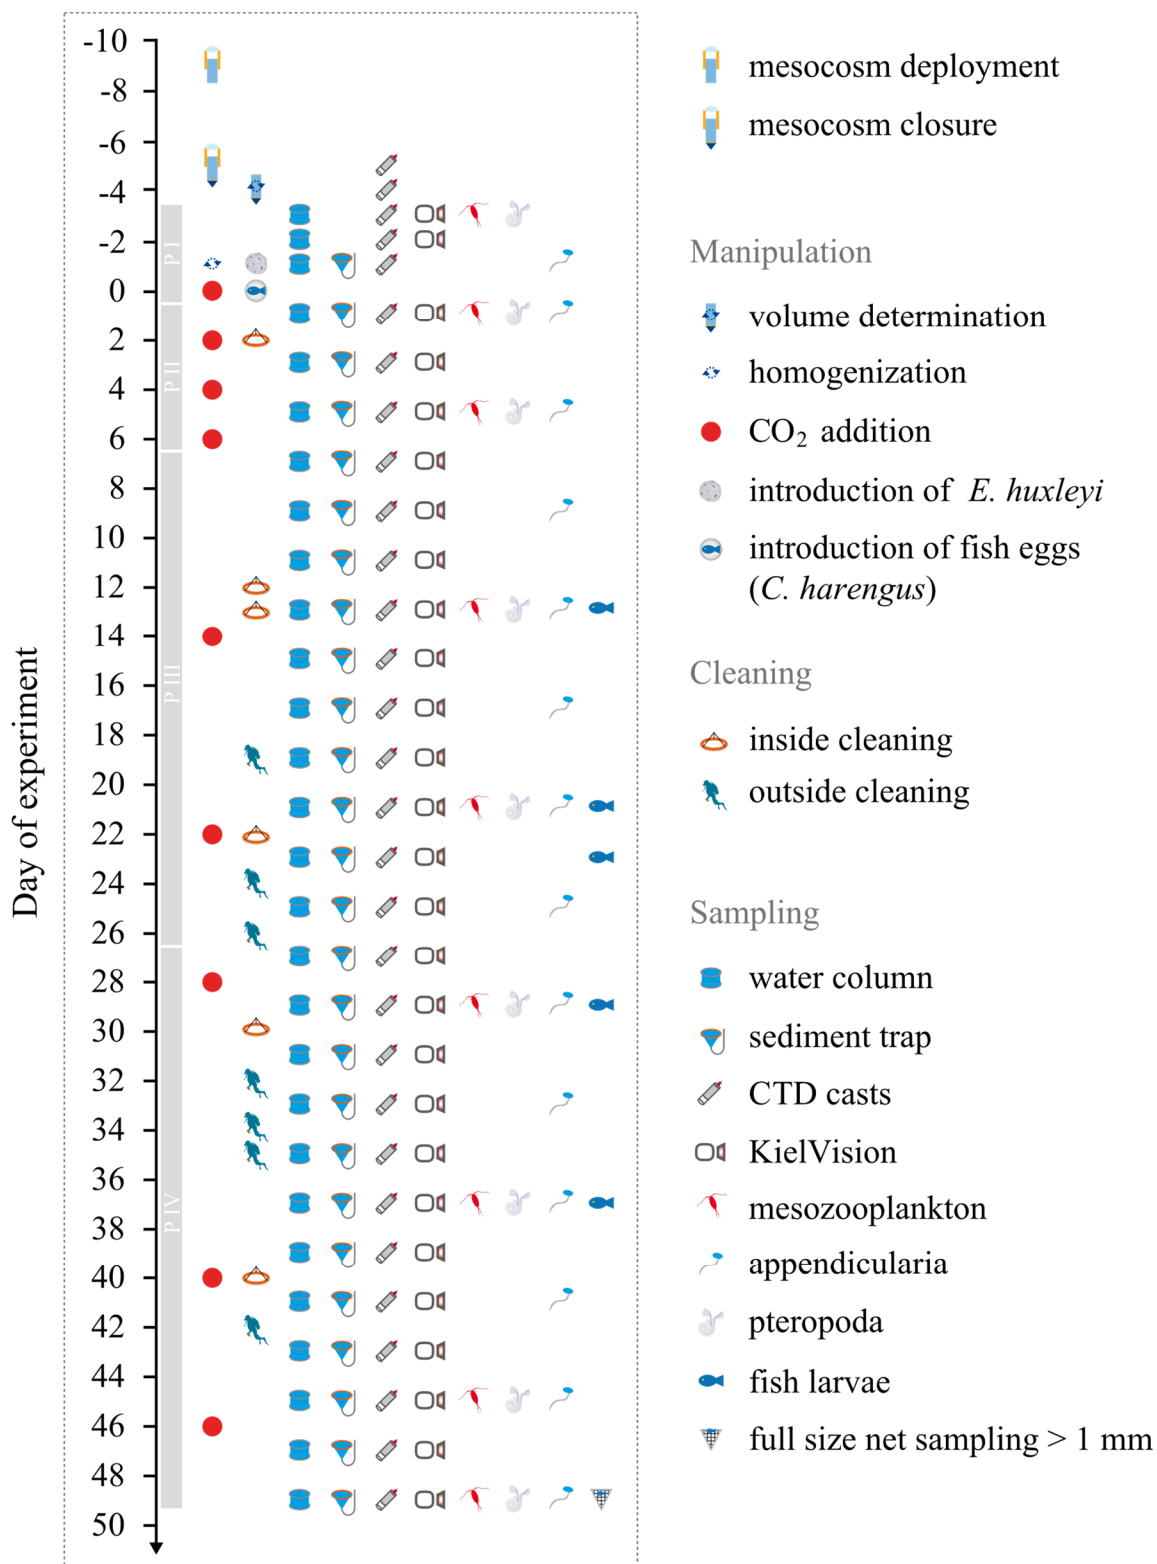 Day of experiment
-10
-8
-6
-4
-2
0
2
4
6
8
10
12
14
16
18
20
22
24
26
28
30
32
34
36
38
40
42
44
46
48
50
P I
P II
P III
P IV
mesocosm deployment
mesocosm closure
Manipulation
volume determination
homogenization
CO₂ addition
introduction of E. huxleyi
introduction of fish eggs
(C. harengus)
Cleaning
inside cleaning
outside cleaning
Sampling
water column
sediment trap
CTD casts
KielVision
mesozooplankton
appendicularia
pteropoda
fish larvae
full size net sampling > 1 mm